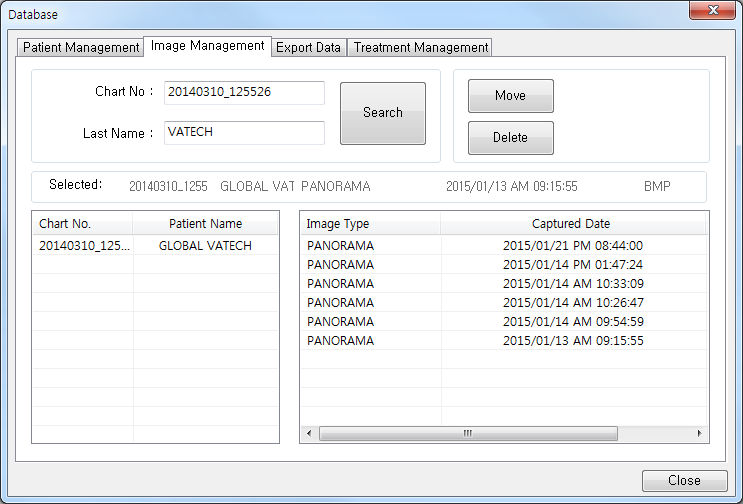 Database
Patient Management Image Management Export Data Treatment Management
Chart No : 20140310_125526 Search Move
Last Name : VATECH Delete
Selected: 20140310_1255 GLOBAL VAT PANORAMA 2015/01/13 AM 09:15:55 BMP
Chart No. Patient Name Image Type Captured Date
20140310_125... GLOBAL VATECH PANORAMA 2015/01/21 PM 08:44:00
PANORAMA 2015/01/14 PM 01:47:24
PANORAMA 2015/01/14 AM 10:33:09
PANORAMA 2015/01/14 AM 10:26:47
PANORAMA 2015/01/14 AM 09:54:59
PANORAMA 2015/01/13 AM 09:15:55
Close